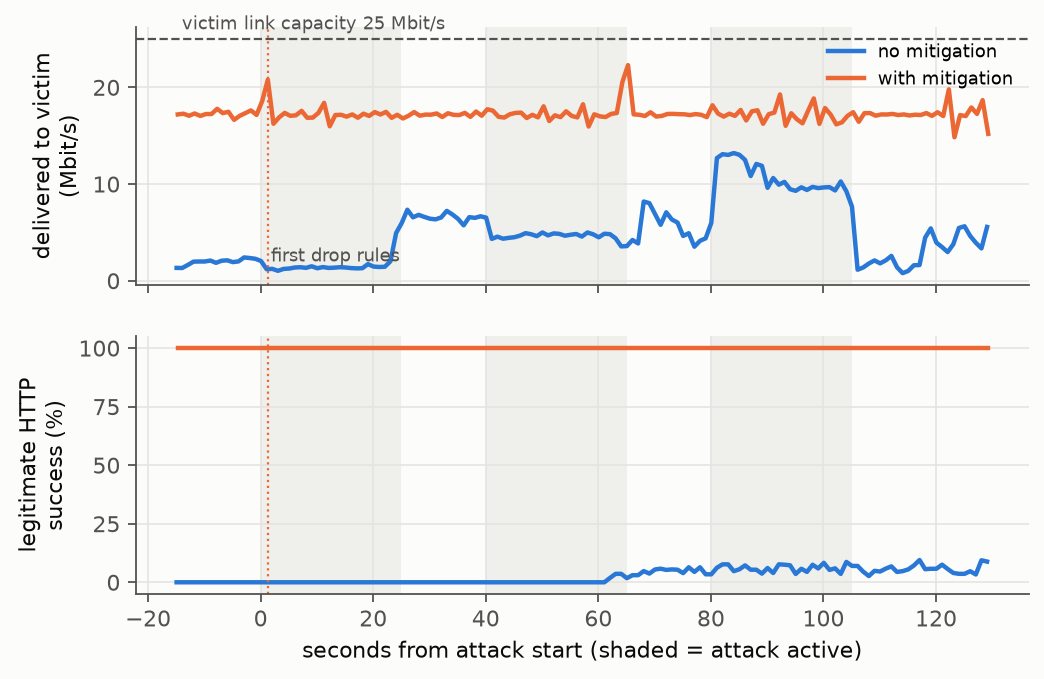 victim link capacity 25 Mbit/s
no mitigation
with mitigation
delivered to victim
(Mbit/s)
20
10
0
first drop rules
legitimate HTTP
success (%)
100
75
50
25
0
−20
0
20
40
60
80
100
120
seconds from attack start (shaded = attack active)